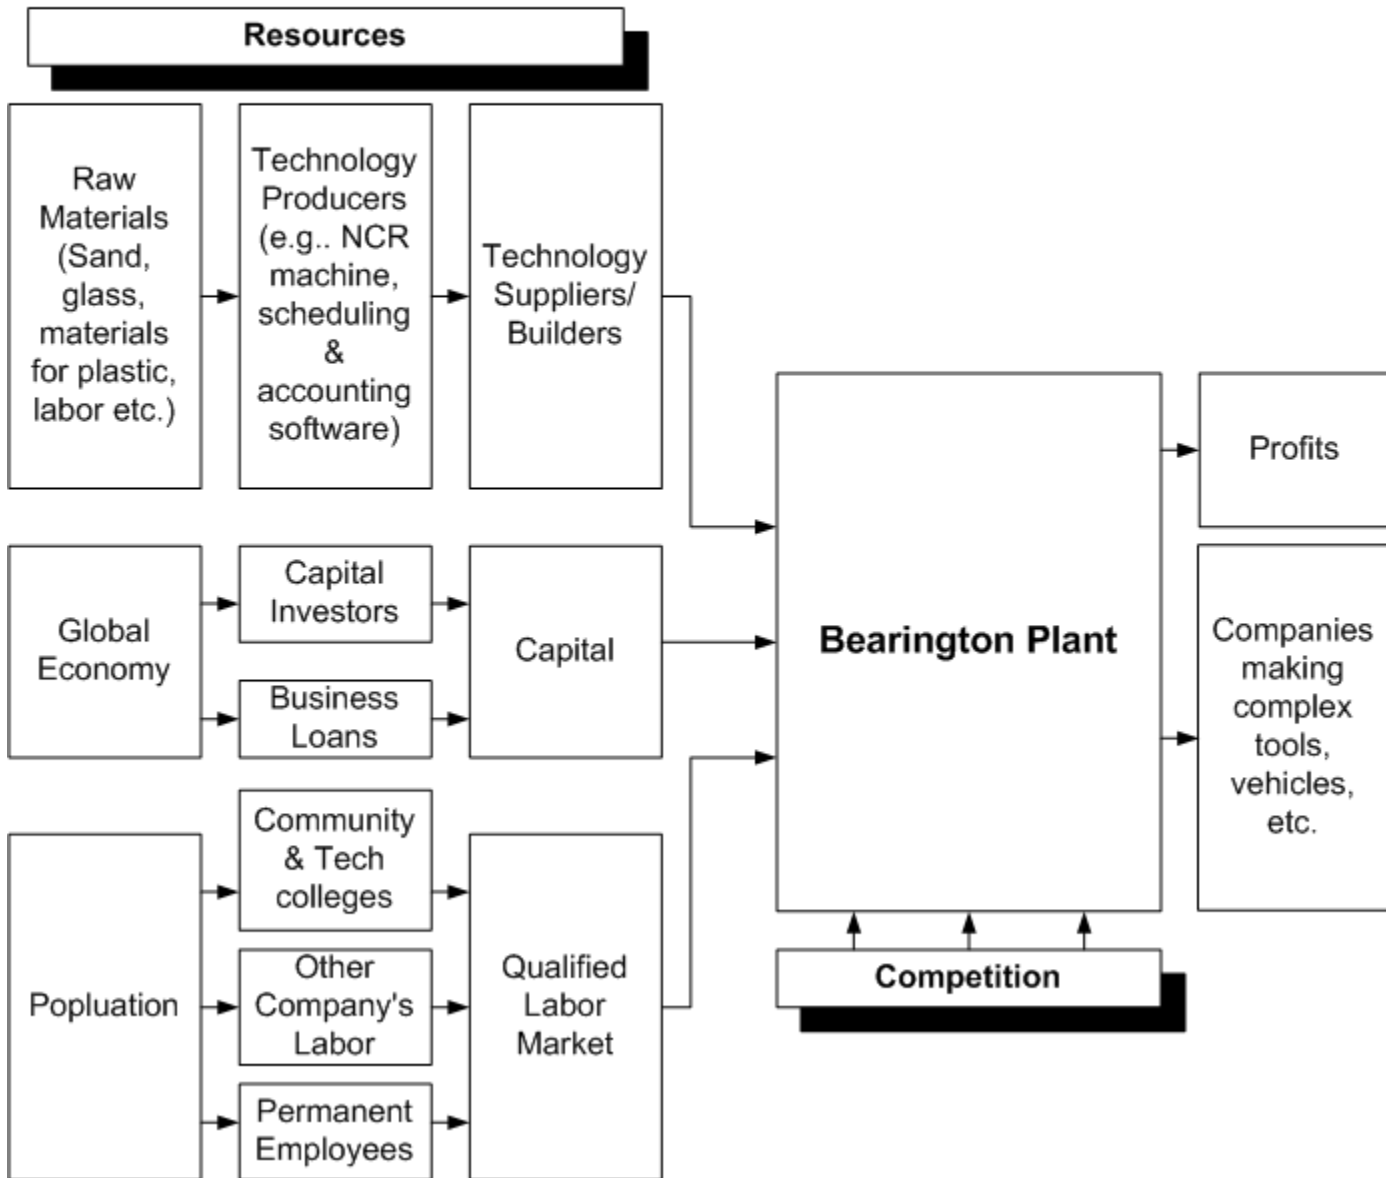 Resources
Raw
Materials
(Sand,
glass,
materials
for plastic,
labor etc.)
Technology
Producers
(e.g.. NCR
machine,
scheduling
&
accounting
software)
Technology
Suppliers/
Builders
Global
Economy
Capital
Investors
Business
Loans
Capital
Popluation
Community
& Tech
colleges
Other
Company's
Labor
Permanent
Employees
Qualified
Labor
Market
Bearington Plant
Competition
Profits
Companies
making
complex
tools,
vehicles,
etc.